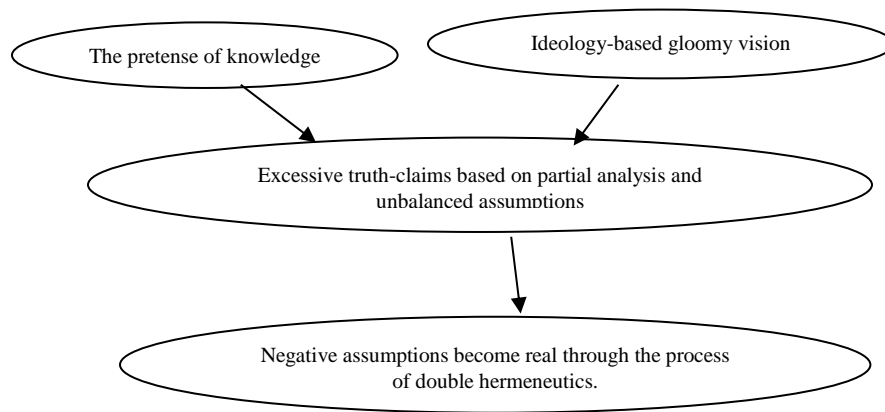 The pretense of knowledge
Ideology-based gloomy vision
Excessive truth-claims based on partial analysis and
unbalanced assumptions
Negative assumptions become real through the process
of double hermeneutics.